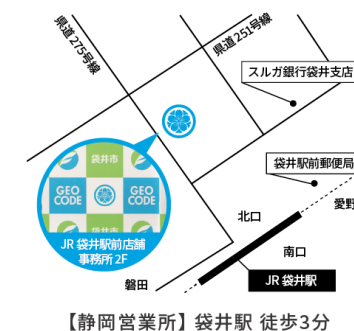 県道275号線
県道251号線
スルガ銀行袋井支店
袋井市
GEO
CODE
GEO
CODE
袋井駅前郵便局
JR 袋井駅前店舗
事務所 2F
愛野
北口
南口
磐田
JR 袋井駅
【静岡営業所】袋井駅 徒歩3分